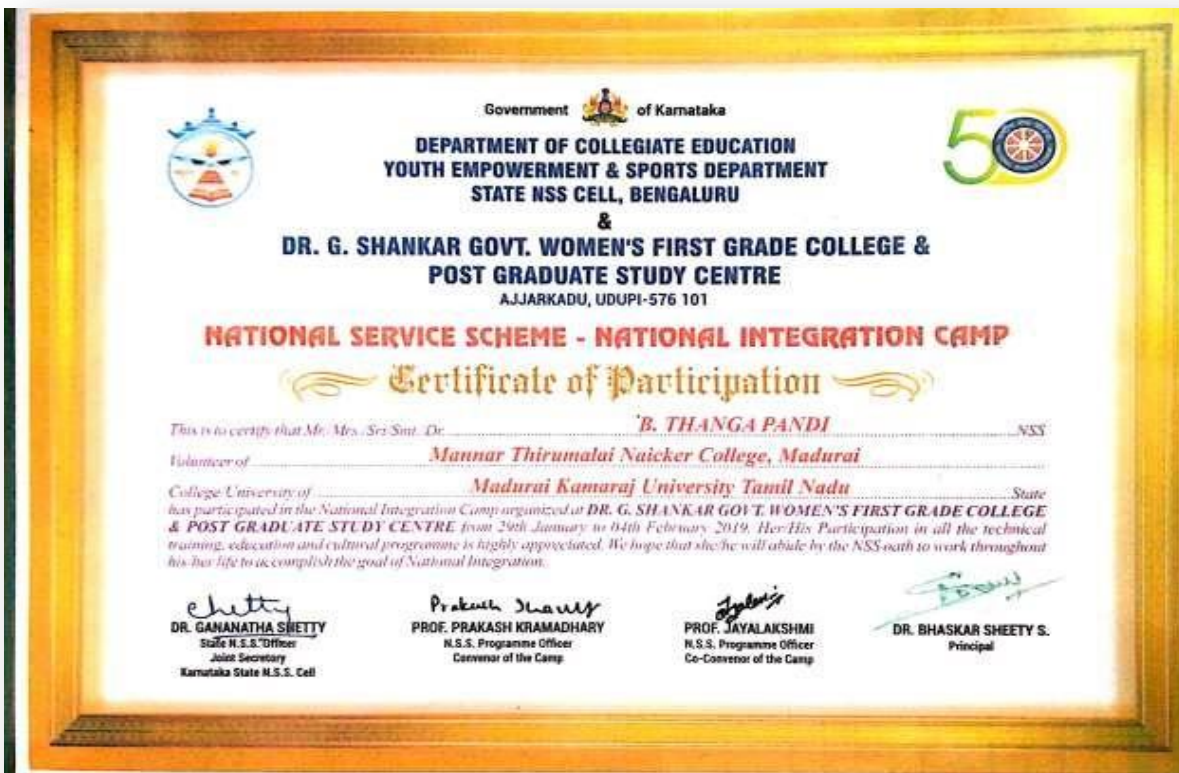 Government of Karnataka
DEPARTMENT OF COLLEGIATE EDUCATION
YOUTH EMPOWERMENT & SPORTS DEPARTMENT
STATE NSS CELL, BENGALURU
&
DR. G. SHANKAR GOVT. WOMEN'S FIRST GRADE COLLEGE &
POST GRADUATE STUDY CENTRE
AJJARKADU, UDUPI-576 101
50
NATIONAL SERVICE SCHEME - NATIONAL INTEGRATION CAMP
Certificate of Participation
This is to certify that Mr. Mrs. Sri Smt. Dr. B. THANGA PANDI NSS
Volunteer of Mannar Thirumalai Naicker College, Madurai
College University of Madurai Kamaraj University Tamil Nadu State
has participated in the National Integration Camp organized at DR. G. SHANKAR GOVT. WOMEN'S FIRST GRADE COLLEGE
& POST GRADUATE STUDY CENTRE from 29th January to 04th February 2019. Her/His Participation in all the technical
training, education and cultural programme is highly appreciated. We hope that she/he will abide by the NSS oath to work throughout
his/her life to accomplish the goal of National Integration.
DR. GANANATHA SHETTY
State N.S.S. Officer
Joint Secretary
Karnataka State N.S.S. Cell
PROF. PRAKASH KRAMADHARY
N.S.S. Programme Officer
Convenor of the Camp
PROF. JAYALAKSHMI
N.S.S. Programme Officer
Co-Convenor of the Camp
DR. BHASKAR SHEETY S.
Principal